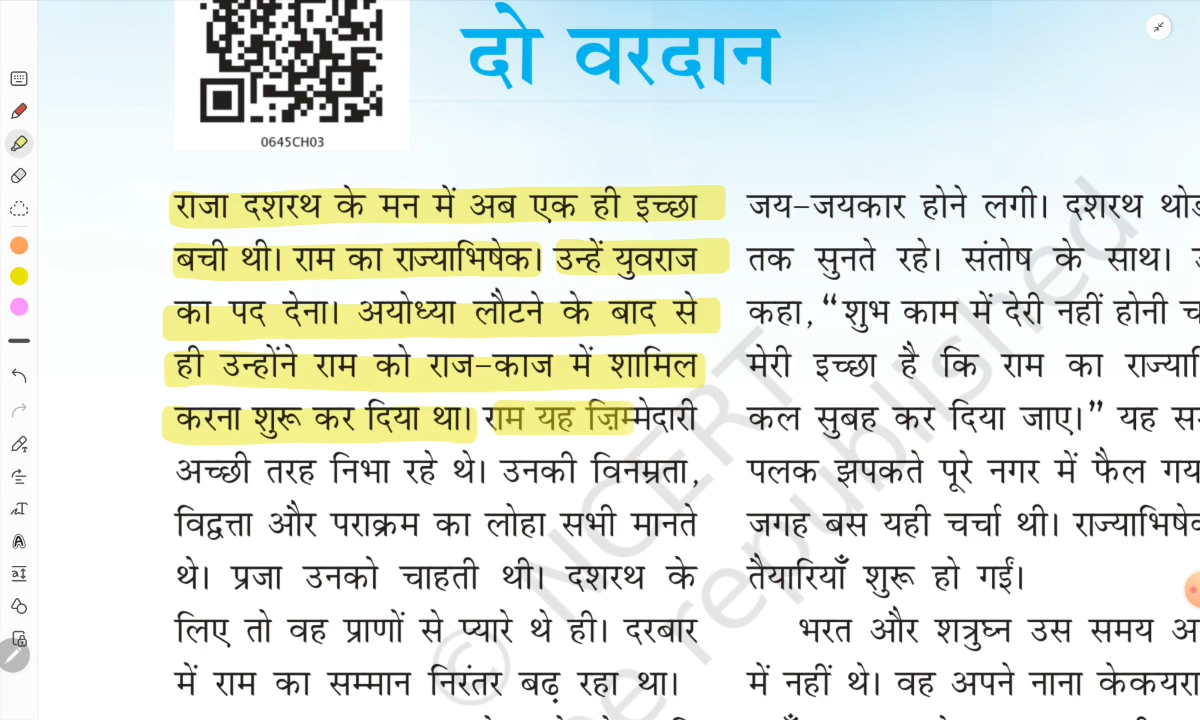 दो वरदान
0645CH03
राजा दशरथ के मन में अब एक ही इच्छा
बची थी। राम का राज्याभिषेक। उन्हें युवराज
का पद देना। अयोध्या लौटने के बाद से
ही उन्होंने राम को राज-काज में शामिल
करना शुरू कर दिया था। राम यह ज़िम्मेदारी
अच्छी तरह निभा रहे थे। उनकी विनम्रता,
विद्वत्ता और पराक्रम का लोहा सभी मानते
थे। प्रजा उनको चाहती थी। दशरथ के
लिए तो वह प्राणों से प्यारे थे ही। दरबार
में राम का सम्मान निरंतर बढ़ रहा था।
जय-जयकार होने लगी। दशरथ
तक सुनते रहे। संतोष के साथ।
कहा, “शुभ काम में देरी नहीं होनी
मेरी इच्छा है कि राम का
कल सुबह कर दिया जाए।” यह
पलक झपकते पूरे नगर में फैल
जगह बस यही चर्चा थी।
तैयारियाँ शुरू हो गईं।
भरत और शत्रुघ्न उस समय
में नहीं थे। वह अपने नाना
© NCERT
be republished